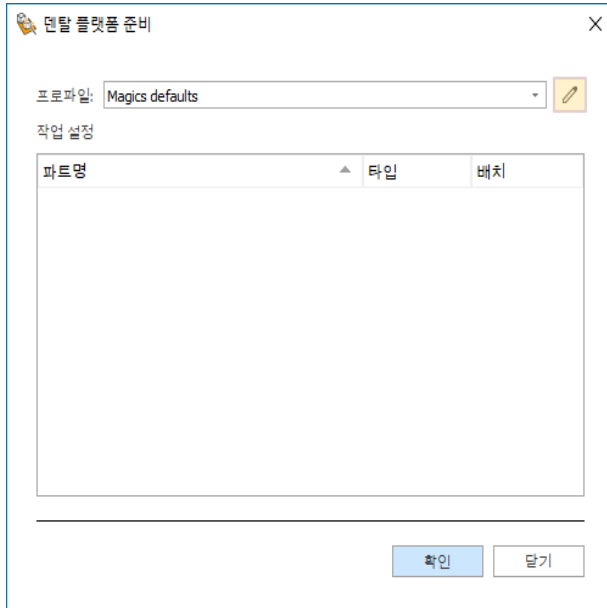 덴탈 플랫폼 준비
프로파일: Magics defaults
작업 설정
파트명 타입 배치
확인 닫기